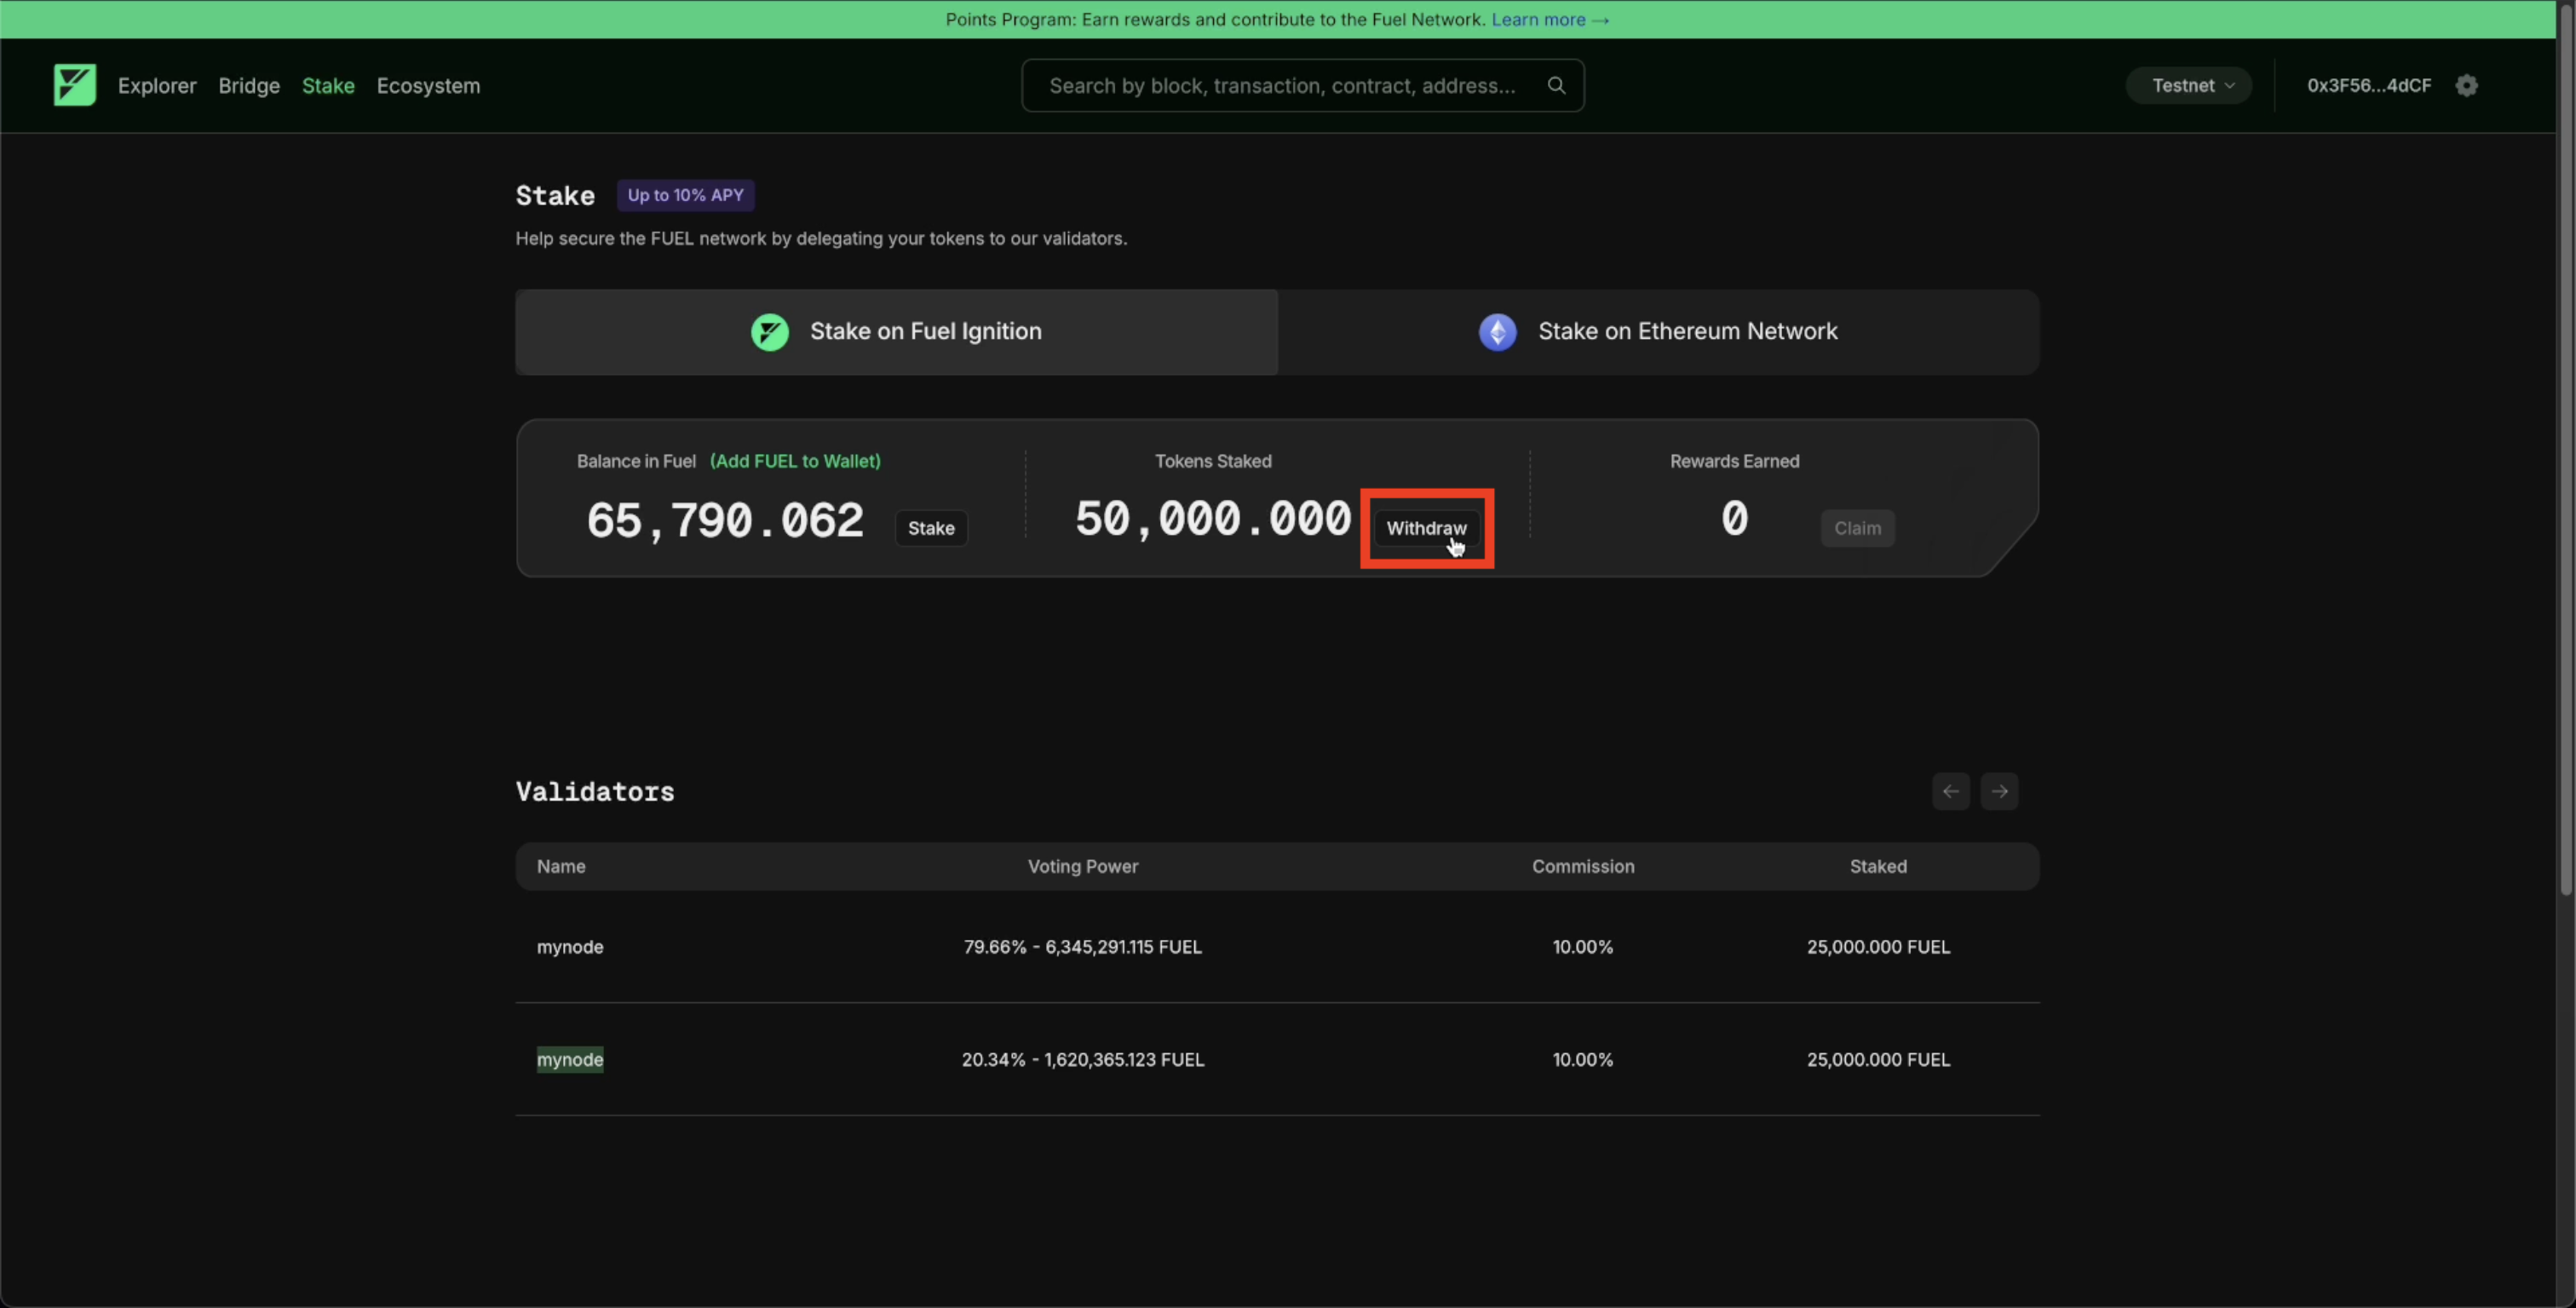 Points Program: Earn rewards and contribute to the Fuel Network. Learn more →
Explorer Bridge Stake Ecosystem Search by block, transaction, contract, address... Testnet 0x3F56...4dCF
Stake Up to 10% APY
Help secure the FUEL network by delegating your tokens to our validators.
Stake on Fuel Ignition Stake on Ethereum Network
Balance in Fuel (Add FUEL to Wallet) Tokens Staked Rewards Earned
65,790.062 Stake 50,000.000 Withdraw 0 Claim
Validators
Name Voting Power Commission Staked
mynode 79.66% - 6,345,291.115 FUEL 10.00% 25,000.000 FUEL
mynode 20.34% - 1,620,365.123 FUEL 10.00% 25,000.000 FUEL